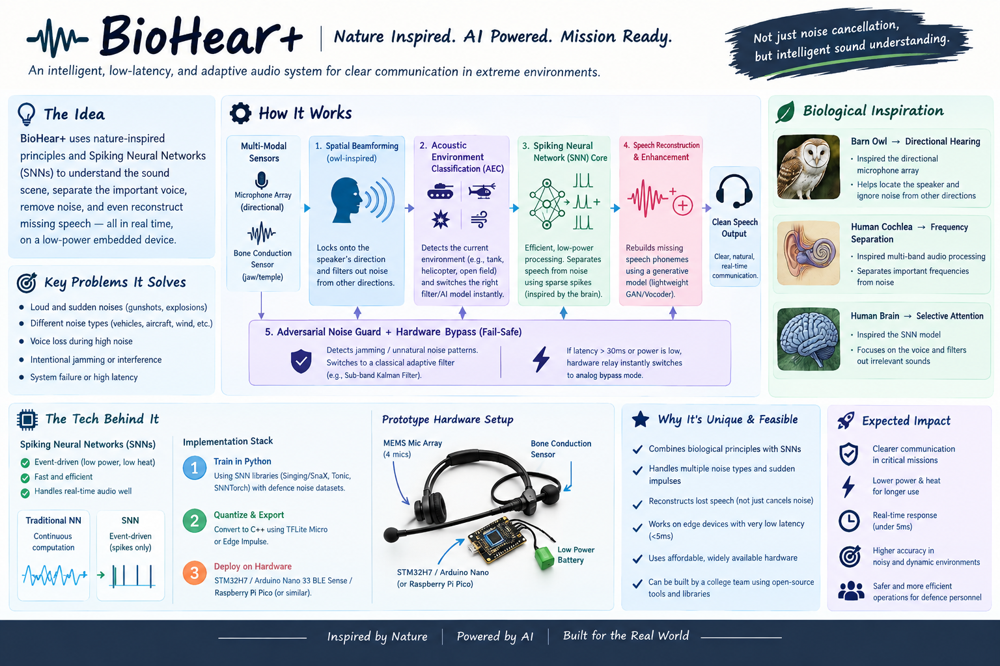 BioHear+
Nature Inspired. AI Powered. Mission Ready.
An intelligent, low-latency, and adaptive audio system for clear communication in extreme environments.
Not just noise cancellation,
but intelligent sound understanding.
The Idea
BioHear+ uses nature-inspired
principles and Spiking Neural Networks
(SNNs) to understand the sound
scene, separate the important voice,
remove noise, and even reconstruct
missing speech — all in real time,
on a low-power embedded device.
Key Problems It Solves
• Loud and sudden noises (gunshots, explosions)
• Different noise types (vehicles, aircraft, wind, etc.)
• Voice loss during high noise
• Intentional jamming or interference
• System failure or high latency
How It Works
Multi-Modal
Sensors
Microphone Array
(directional)
Bone Conduction
Sensor
(jaw/temple)
1. Spatial Beamforming
(owl-inspired)
Locks onto the
speaker's direction
and filters out noise
from other directions.
2. Acoustic
Environment
Classification (AEC)
Detects the current
environment (e.g., tank,
helicopter, open field)
and switches the right
filter/AI model instantly.
3. Spiking Neural
Network (SNN) Core
Efficient, low-power
processing. Separates
speech from noise
using sparse spikes
(inspired by the brain).
4. Speech Reconstruction
& Enhancement
Rebuilds missing
speech phonemes
using a generative
model (lightweight
GAN/Vocoder).
Clean Speech
Output
Clear, natural,
real-time
communication.
5. Adversarial Noise Guard + Hardware Bypass (Fail-Safe)
Detects jamming / unnatural noise patterns.
Switches to a classical adaptive filter
(e.g., Sub-band Kalman Filter).
If latency > 30ms or power is low,
hardware relay instantly switches
to analog bypass mode.
Biological Inspiration
Barn Owl → Directional Hearing
• Inspired the directional
microphone array
• Helps locate the speaker and
ignore noise from other directions
Human Cochlea → Frequency
Separation
• Inspired multi-band audio processing
• Separates important frequencies
from noise
Human Brain → Selective Attention
• Inspired the SNN model
• Focuses on the voice and filters
out irrelevant sounds
The Tech Behind It
Spiking Neural Networks (SNNs)
Event-driven (low power, low heat)
Fast and efficient
Handles real-time audio well
Traditional NN
Continuous
computation
SNN
Event-driven
(spikes only)
Implementation Stack
1
Train in Python
Using SNN libraries (Singing/SnaX, Tonic,
SNNTorch) with defence noise datasets.
2
Quantize & Export
Convert to C++ using TFLite Micro
or Edge Impulse.
3
Deploy on Hardware
STM32H7 / Arduino Nano 33 BLE Sense /
Raspberry Pi Pico (or similar).
Prototype Hardware Setup
MEMS Mic Array
(4 mics)
Bone Conduction
Sensor
STM32H7 / Arduino Nano
(or Raspberry Pi Pico)
Low Power
Battery
Why It's Unique & Feasible
Combines biological principles with SNNs
Handles multiple noise types and sudden
impulses
Reconstructs lost speech (not just cancels noise)
Works on edge devices with very low latency
(<5ms)
Uses affordable, widely available hardware
Can be built by a college team using open-source
tools and libraries
Expected Impact
Clearer communication
in critical missions
Lower power & heat
for longer use
Real-time response
(under 5ms)
Higher accuracy in
noisy and dynamic environments
Safer and more efficient
operations for defence personnel
Inspired by Nature
Powered by AI
Built for the Real World